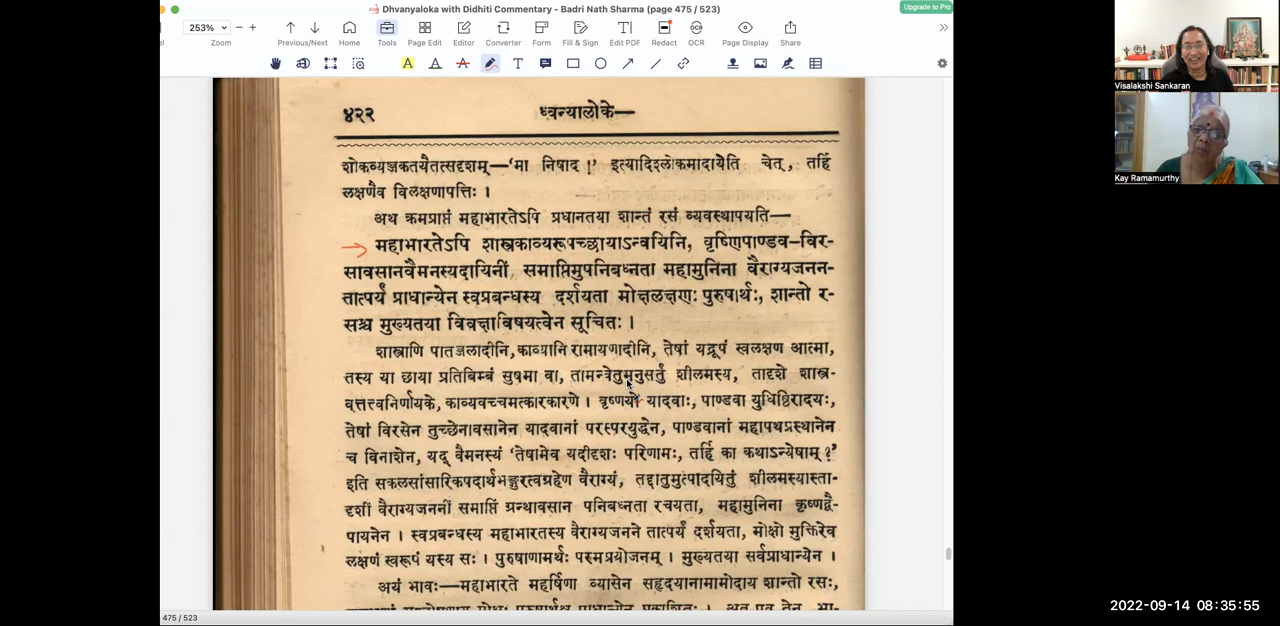 Dhvanyaloka with Didhiti Commentary - Badri Nath Sharma (page 475 / 523)
Upgrade to Pro
253%
Zoom Previous/Next Home Tools Page Edit Editor Converter Form Fill & Sign Edit PDF Redact OCR Page Display Share
४२२ ध्वन्यालोके—
शोकव्यञ्जकतयैतत्सदृशम्—‘मा निषाद !’ इत्यादिश्लोकमादायेति चेत्, तर्हि
लक्षणैव विलक्षणापत्तिः ।
अथ क्रमप्राप्तं महाभारतेऽपि प्रधानतया शान्तं रसं व्यवस्थापयति—
महाभारतेऽपि शास्त्रकाव्यरूपच्छायाऽन्वयिनि, वृष्णिपाण्डव–विर-
सावसानवैमनस्यदायिनीं समाप्तिमुपनिबध्नता महामुनिना वैराग्यजनन-
तात्पर्यं प्राधान्येन स्वप्रबन्धस्य दर्शयता मोक्षलक्षणः पुरुषार्थः, शान्तो र-
सश्च मुख्यतया विवक्षाविषयत्वेन सूचितः ।
शास्त्राणि पातञ्जलादीनि, काव्यानि रामायणादीनि, तेषां यद्रूपं स्वलक्षण आत्मा,
तस्य या छाया प्रतिबिम्बं सुषमा वा, तामन्वेतुमनुसर्तुं शीलमस्य, तादृशे शास्त्र-
वत्तत्त्वनिर्णायके, काव्यवच्चमत्कारकारणे । वृष्णयो यादवाः, पाण्डवा युधिष्ठिरादयः,
तेषां विरसेन तुच्छेनावसानेन यादवानां परस्परयुद्धेन, पाण्डवानां महापथप्रस्थानेन
च विनाशेन, यद् वैमनस्यं ‘तेषामेव यदीदृशः परिणामः, तर्हि का कथाऽन्येषाम् ?’
इति सकलसांसारिकपदार्थभङ्गुरत्वग्रहेण वैराग्यं, तद्दातुमुत्पादयितुं शीलमस्यास्ता-
दृशीं वैराग्यजननीं समाप्तिं ग्रन्थावसान पनिबध्नता रचयता, महामुनिना कृष्णद्वै-
पायनेन । स्वप्रबन्धस्य महाभारतस्य वैराग्यजनने तात्पर्यं दर्शयता, मोक्षो मुक्तिरेव
लक्षणं स्वरूपं यस्य सः । पुरुषाणामर्थः परमप्रयोजनम् । मुख्यतया सर्वप्राधान्येन ।
अयं भावः—महाभारते महर्षिणा व्यासेन सहृदयानामामोदाय शान्तो रसः,
475 / 523
Visalakshi Sankaran
Kay Ramamurthy
2022-09-14 08:35:55